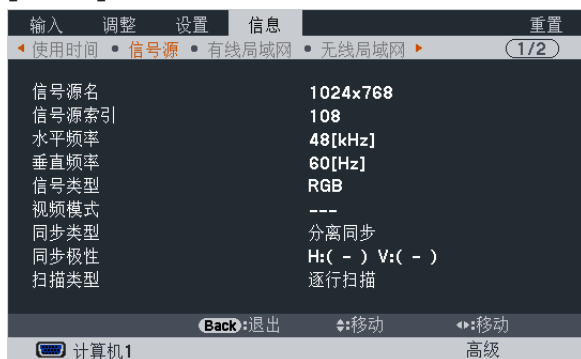 输入 调整 设置 信息 重置
使用时间 ● 信号源 ● 有线局域网 ● 无线局域网 1/2
信号源名 1024x768
信号源索引 108
水平频率 48[kHz]
垂直频率 60[Hz]
信号类型 RGB
视频模式 ---
同步类型 分离同步
同步极性 H:( - ) V:( - )
扫描类型 逐行扫描
Back:退出 :移动 :移动
计算机1 高级